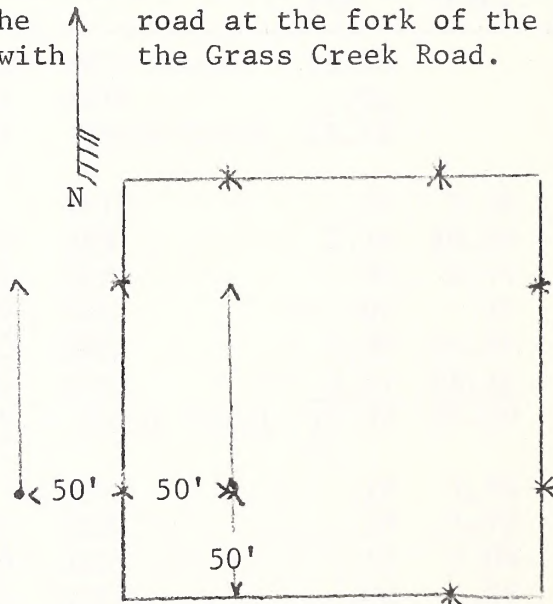 he road at the fork of the
with the Grass Creek Road.
N
50' 50'
50'